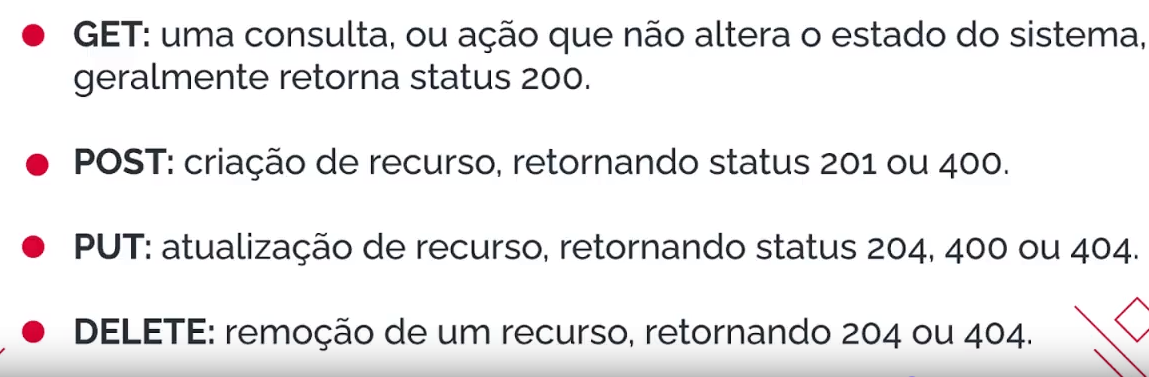 GET: uma consulta, ou ação que não altera o estado do sistema,
geralmente retorna status 200.
POST: criação de recurso, retornando status 201 ou 400.
PUT: atualização de recurso, retornando status 204, 400 ou 404.
DELETE: remoção de um recurso, retornando 204 ou 404.